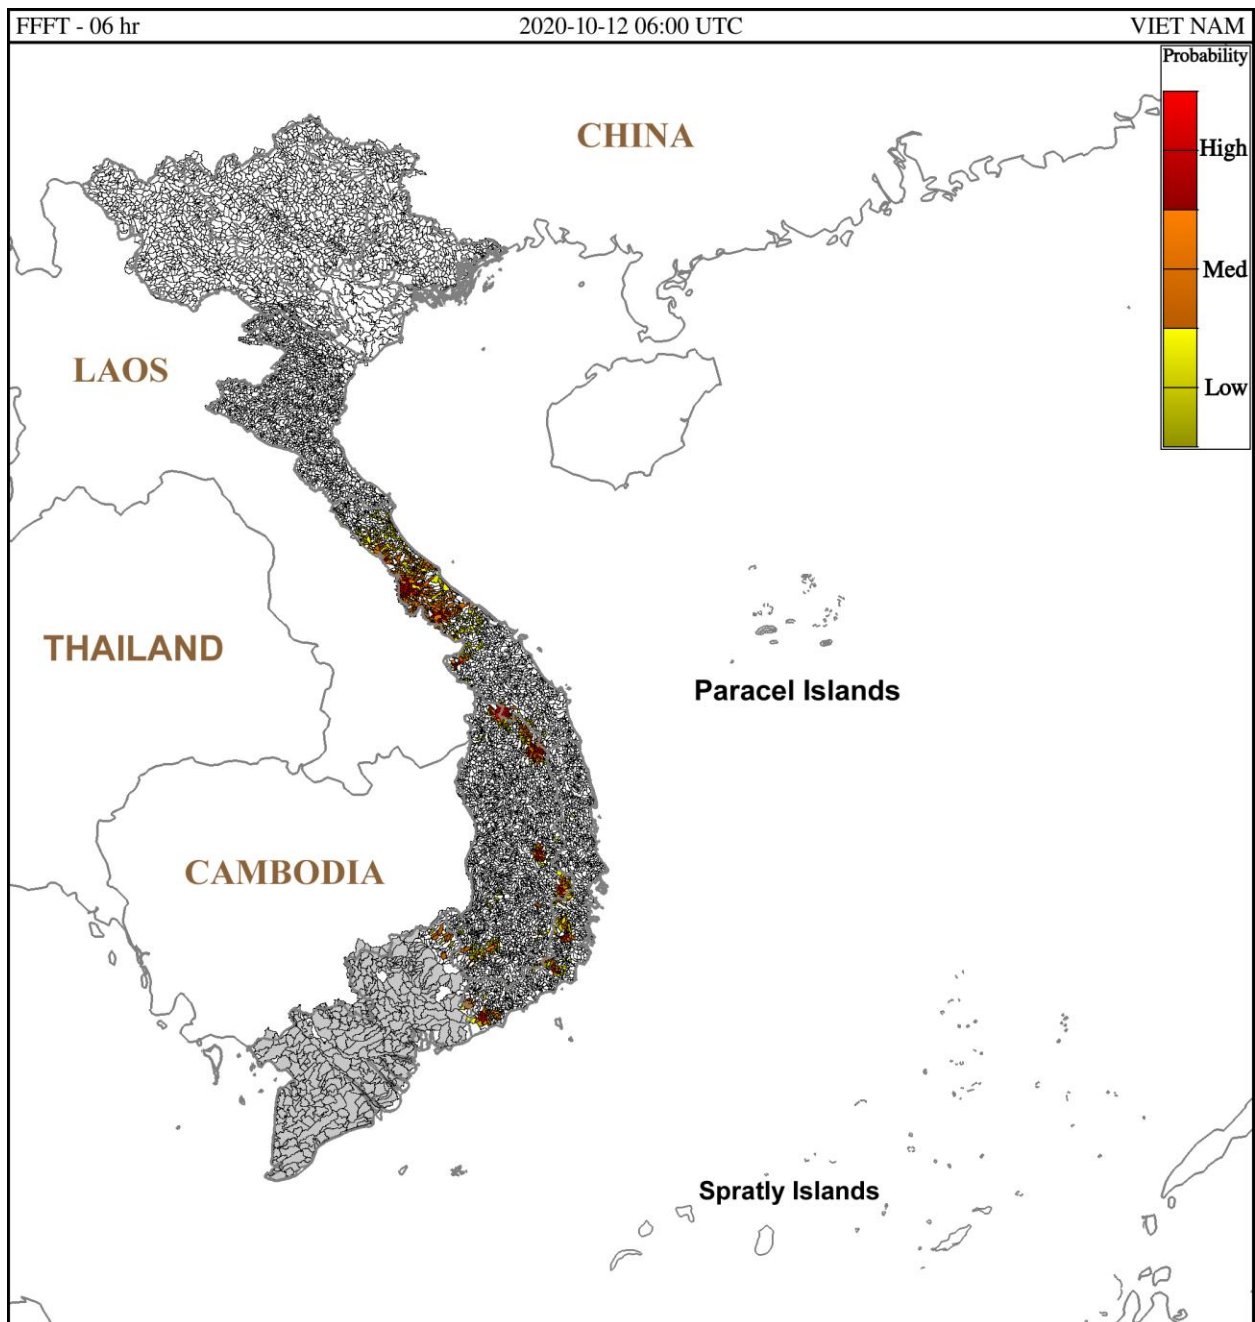 FFFT - 06 hr 2020-10-12 06:00 UTC VIET NAM
Probability
CHINA
High
Med
LAOS
Low
THAILAND
Paracel Islands
CAMBODIA
Spratly Islands